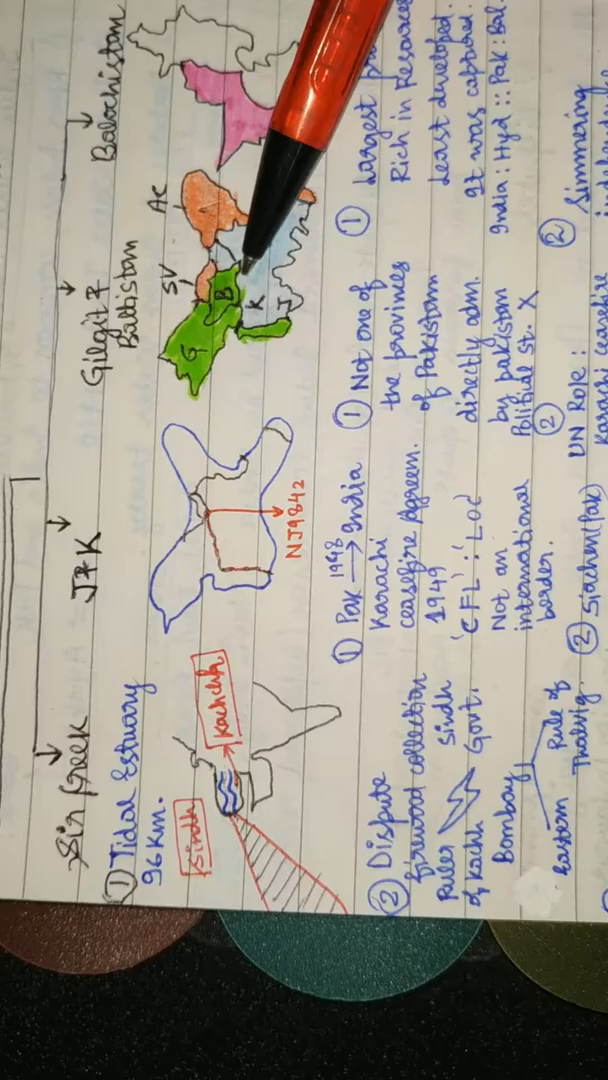 Sir Creek
① Tidal Estuary
96 Km.
Sindh
Kachchh
② Dispute
firewood collection
Ruler Sindh
of Kachh Govt.
Bombay
Eastern Rule of
Thalwig.
J & K
NJ9842
① Pak 1948 → India
Karachi
ceasefire Agreem.
1949
'CFL' : 'LOC'
Not an
international
border.
② Siachen (Pak)
Gilgit &
Baltistan
SV
AC
G
B
K
J
① Not one of
the provinces
of Pakistan
directly adm.
by pakistan
Political st. X
②
UN Role :
Karachi ceasefire
Balochistan
① Largest
Rich in Resources
Least developed.
It was captured.
India : Hyd :: Pak : Bal.
② Simmering